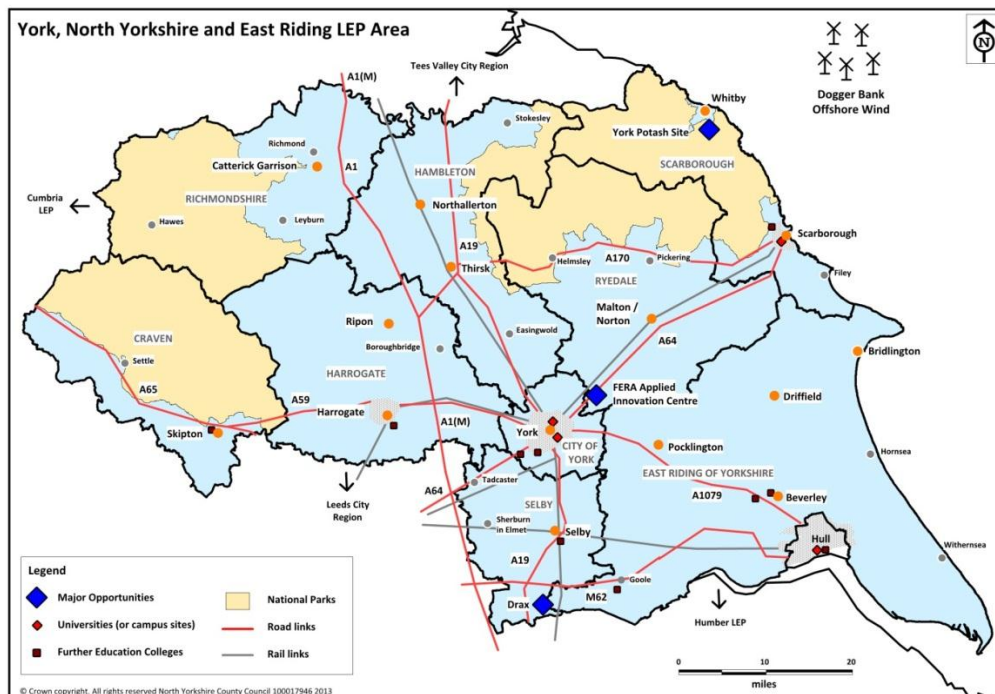 York, North Yorkshire and East Riding LEP Area
N
Tees Valley City Region
Dogger Bank
Offshore Wind
A1(M)
Whitby
York Potash Site
SCARBOROUGH
Stokesley
Richmond
Catterick Garrison
A1
HAMBLETON
RICHMONDSHIRE
Cumbria
LEP
Hawes
Leyburn
Northallerton
A19
Scarborough
A170
Helmsley
Pickering
Thirsk
RYEDALE
Filey
Malton /
Norton
Ripon
Easingwold
A64
CRAVEN
Boroughbridge
Bridlington
Settle
HARROGATE
A65
A59
FERA Applied
Innovation Centre
Driffield
Harrogate
A1(M)
York
Skipton
CITY OF
YORK
Pocklington
Hornsea
EAST RIDING OF YORKSHIRE
Leeds City
Region
A64
Tadcaster
A1079
Beverley
SELBY
Sherburn
in Elmet
Selby
Hull
A19
Withernsea
Goole
M62
Drax
Humber LEP
Legend
Major Opportunities
National Parks
Universities (or campus sites)
Road links
Further Education Colleges
Rail links
0 10 20
miles
© Crown copyright. All rights reserved North Yorkshire County Council 100017946 2013